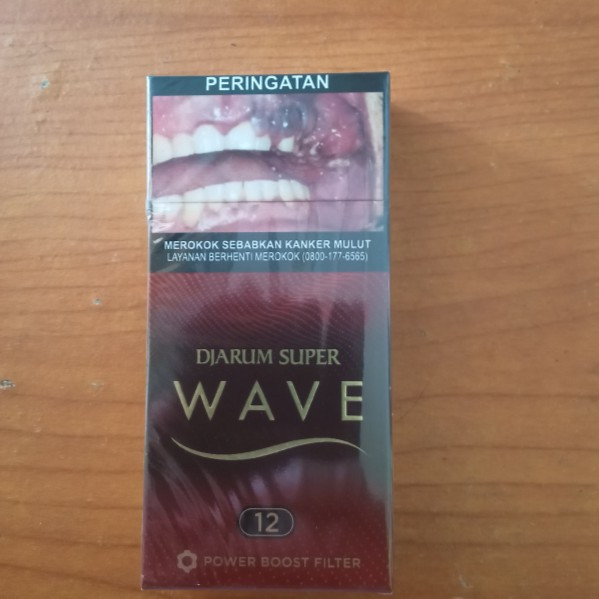 PERINGATAN
MEROKOK SEBABKAN KANKER MULUT
LAYANAN BERHENTI MEROKOK (0800-177-6565)
DJARUM SUPER
WAVE
12
POWER BOOST FILTER